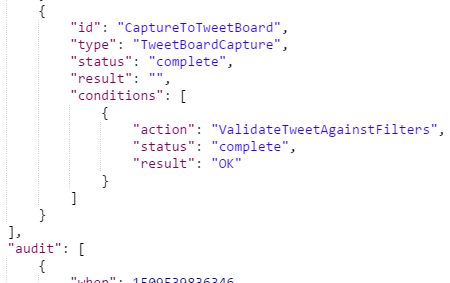 {
"id": "CaptureToTweetBoard",
"type": "TweetBoardCapture",
"status": "complete",
"result": "",
"conditions": [
{
"action": "ValidateTweetAgainstFilters",
"status": "complete",
"result": "OK"
}
]
}
],
"audit": [
{
"when": 1509539836346